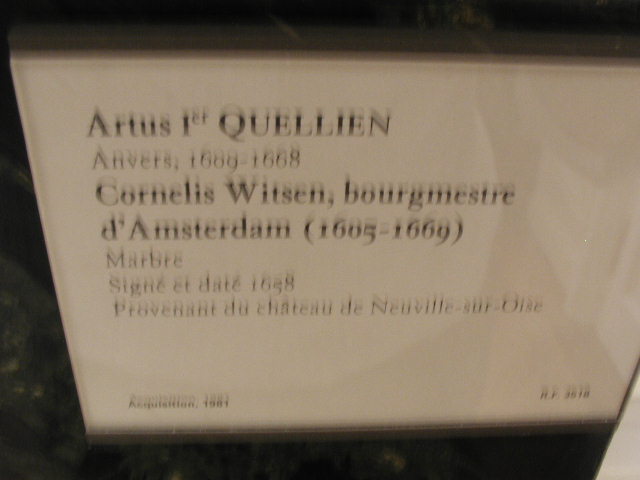 Artus Ier QUELLIEN
Anvers, 1609-1668
Cornelis Witsen, bourgmestre
d'Amsterdam (1605-1669)
Marbre
Signé et daté 1658
Provenant du château de Neuville-sur-Oise
Acquisition, 1981
R.F. 3518